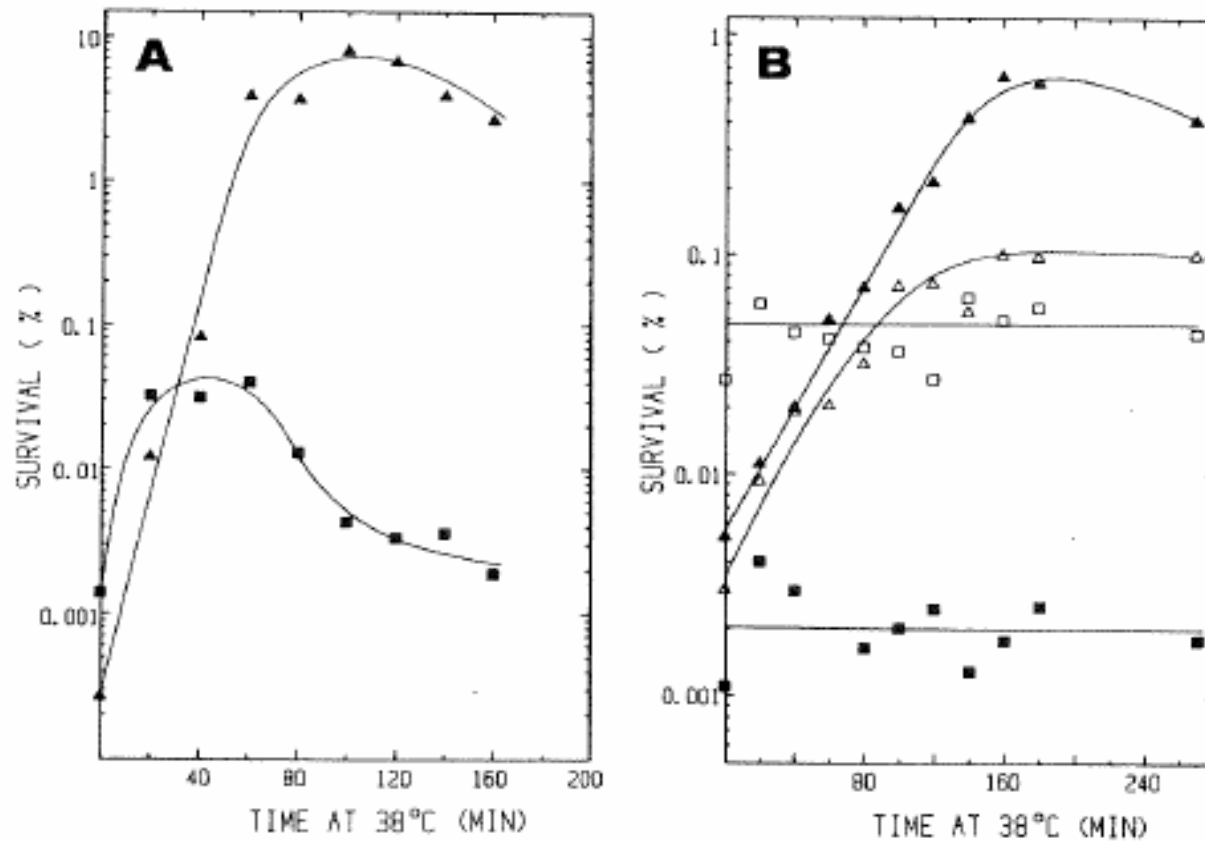 A
10
1
0.1
0.01
0.001
SURVIVAL (%)
40 80 120 160 200
TIME AT 38°C (MIN)
B
1
0.1
0.01
0.001
SURVIVAL (%)
80 160 240
TIME AT 38°C (MIN)